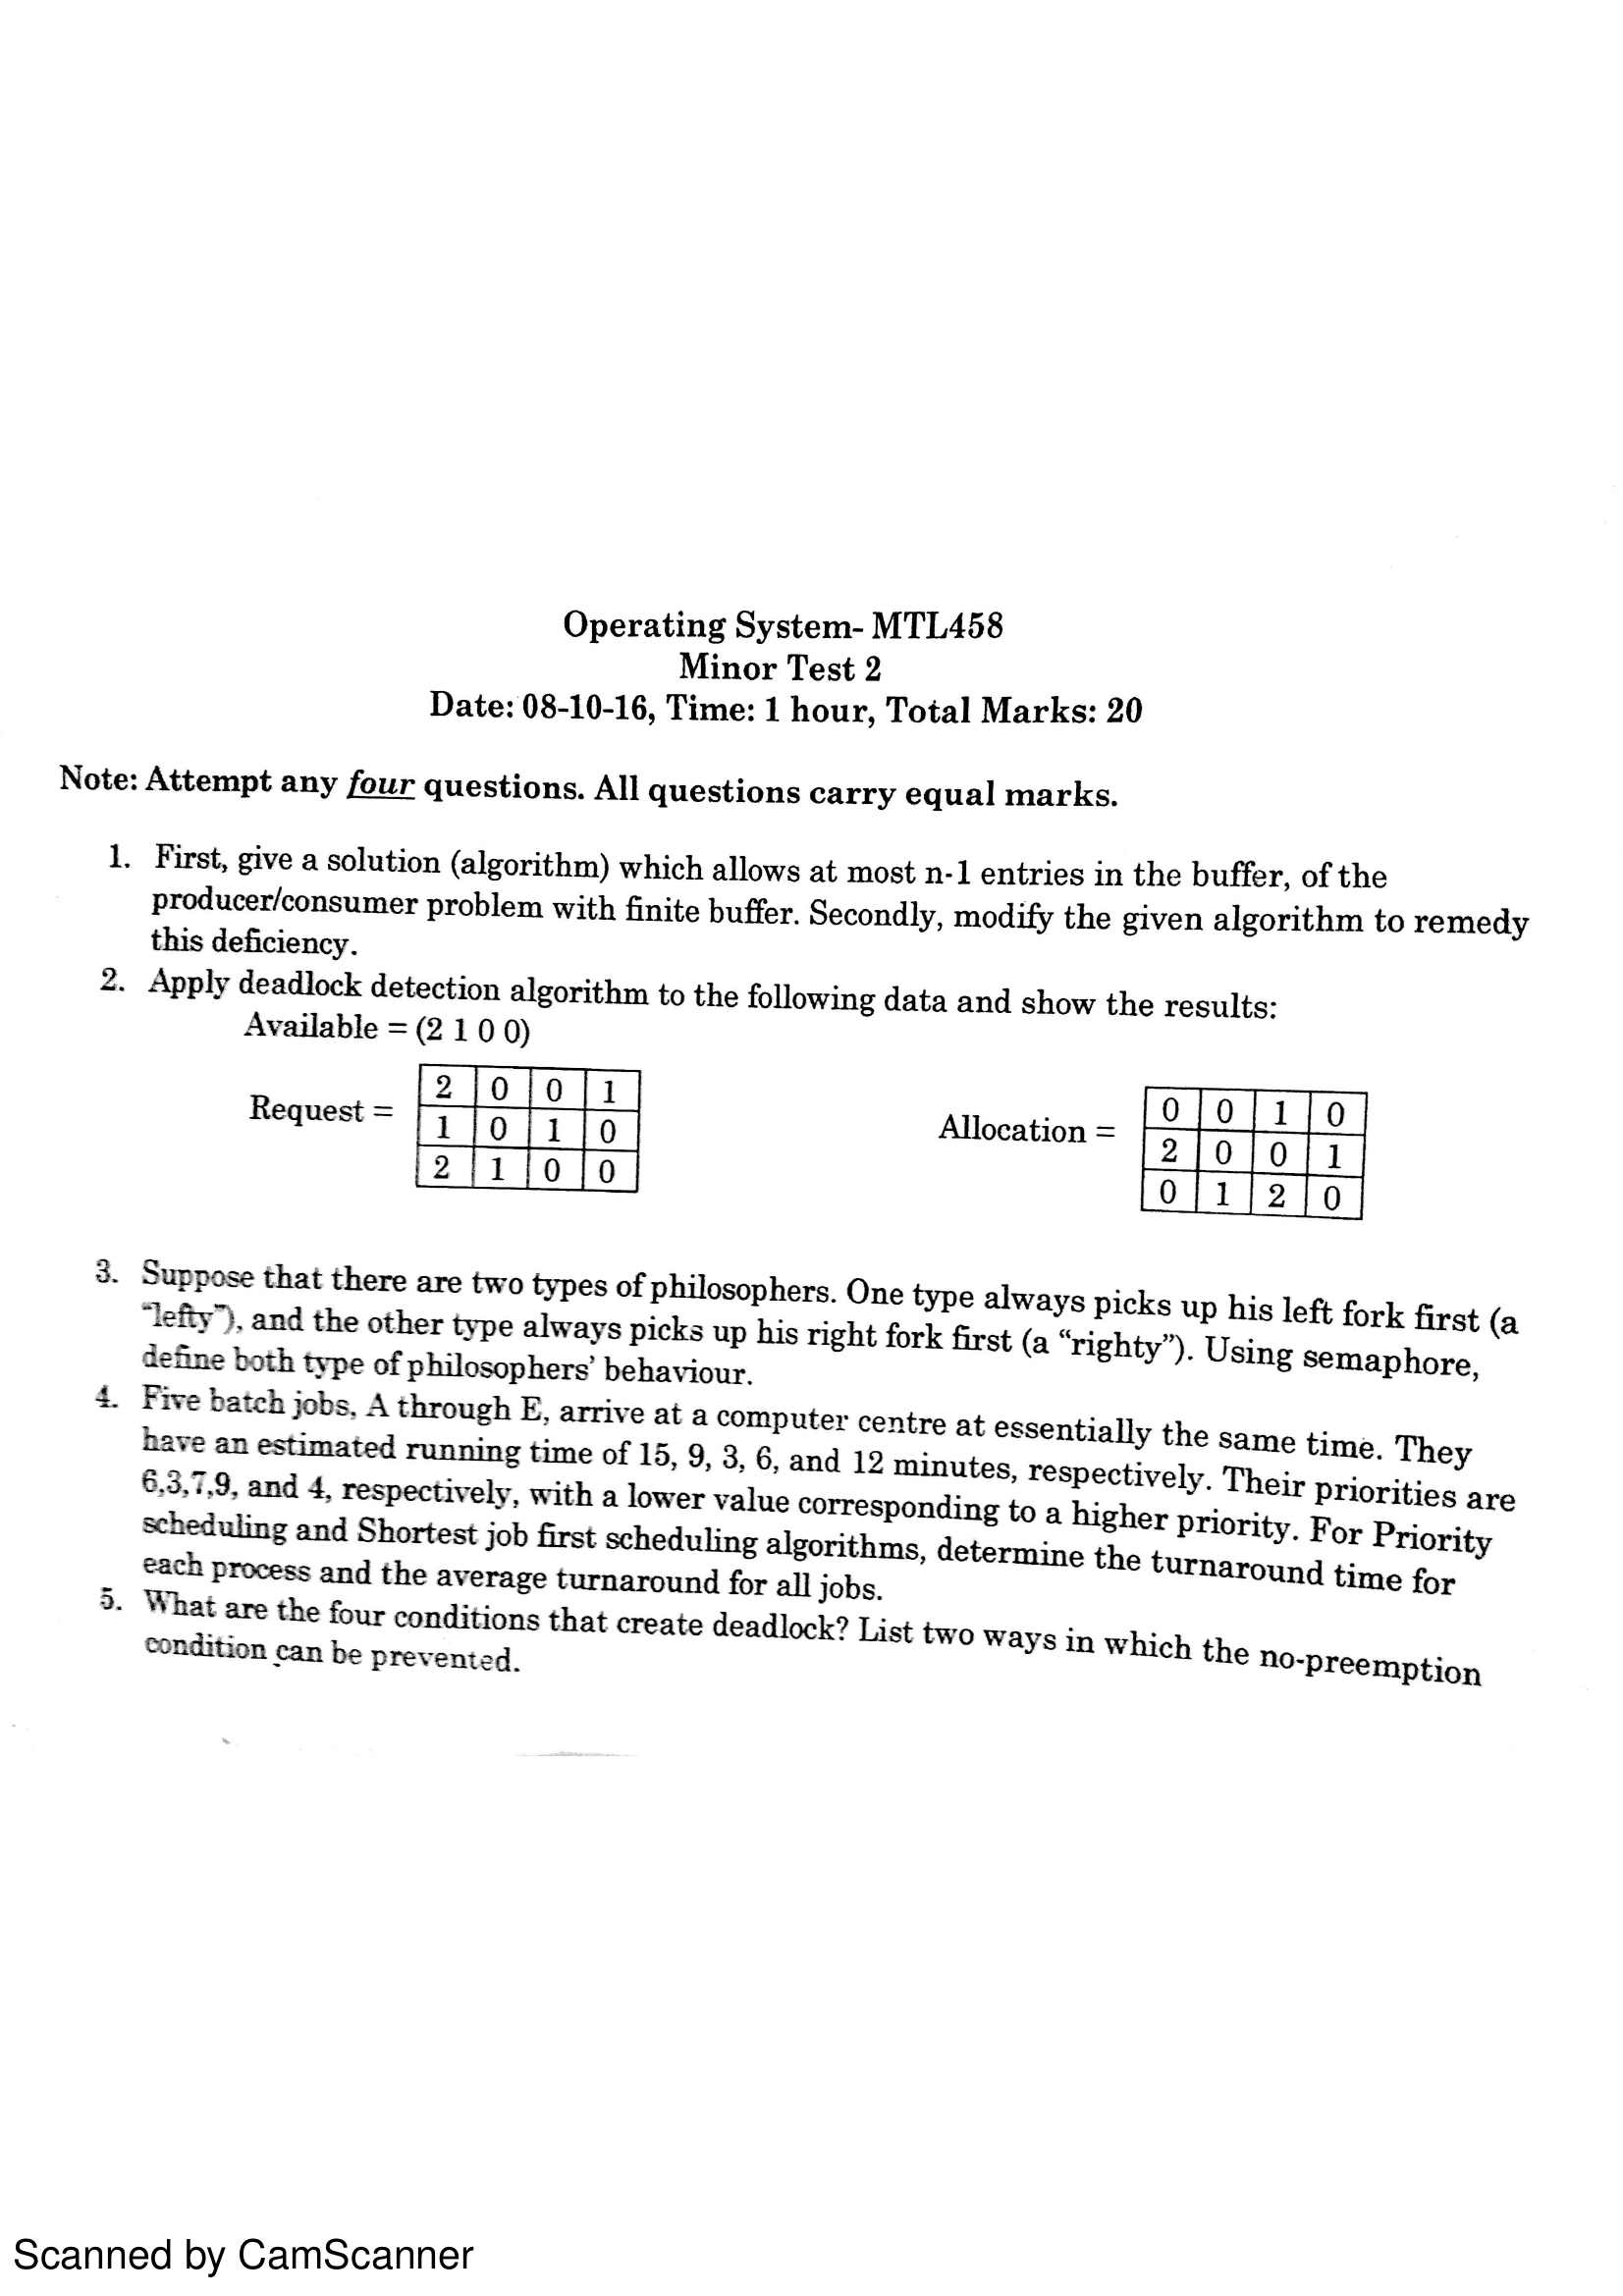 Operating System- MTL458
Minor Test 2
Date: 08-10-16, Time: 1 hour, Total Marks: 20
Note: Attempt any four questions. All questions carry equal marks.
1. First, give a solution (algorithm) which allows at most n-1 entries in the buffer, of the
producer/consumer problem with finite buffer. Secondly, modify the given algorithm to remedy
this deficiency.
2. Apply deadlock detection algorithm to the following data and show the results:
Available = (2 1 0 0)
Request =
2 0 0 1
1 0 1 0
2 1 0 0
Allocation =
0 0 1 0
2 0 0 1
0 1 2 0
3. Suppose that there are two types of philosophers. One type always picks up his left fork first (a
“lefty”), and the other type always picks up his right fork first (a “righty”). Using semaphore,
define both type of philosophers’ behaviour.
4. Five batch jobs, A through E, arrive at a computer centre at essentially the same time. They
have an estimated running time of 15, 9, 3, 6, and 12 minutes, respectively. Their priorities are
6,3,7,9, and 4, respectively, with a lower value corresponding to a higher priority. For Priority
scheduling and Shortest job first scheduling algorithms, determine the turnaround time for
each process and the average turnaround for all jobs.
5. What are the four conditions that create deadlock? List two ways in which the no-preemption
condition can be prevented.
Scanned by CamScanner